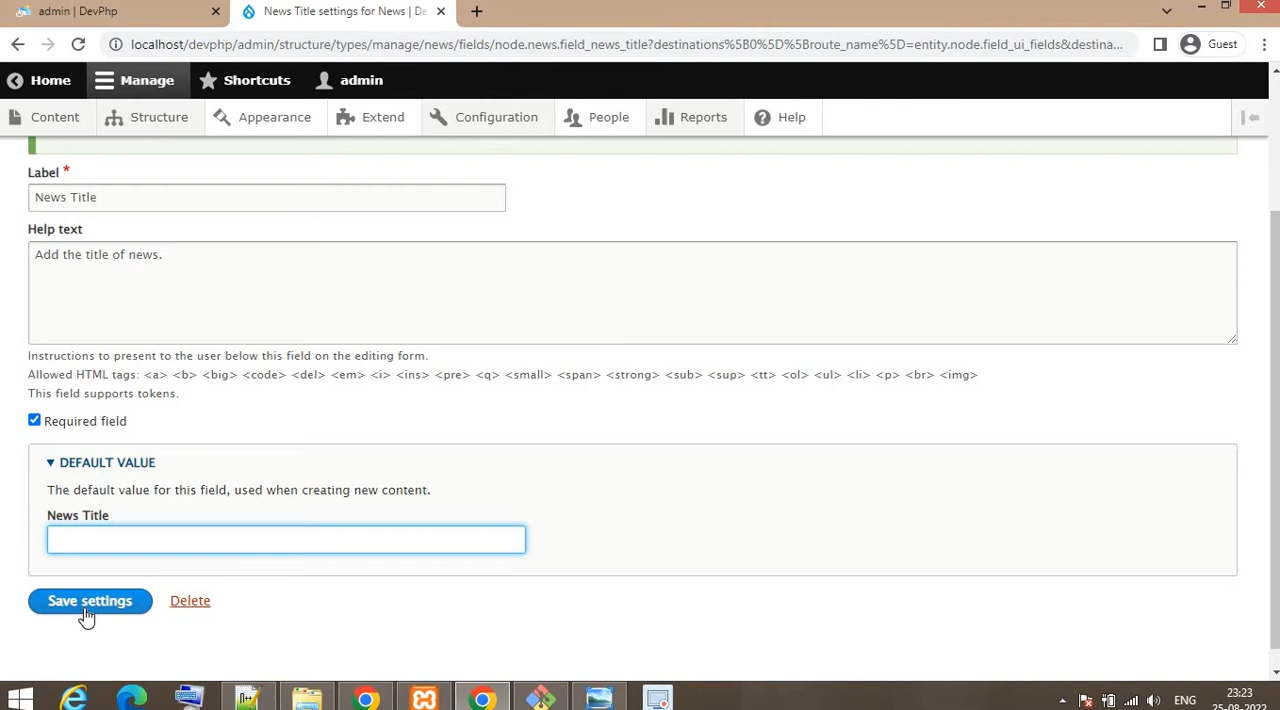 admin | DevPhp
News Title settings for News | De
localhost/devphp/admin/structure/types/manage/news/fields/node.news.field_news_title?destinations%5B0%5D%5Broute_name%5D=entity.node.field_ui_fields&destina...
Guest
Home
Manage
Shortcuts
admin
Content
Structure
Appearance
Extend
Configuration
People
Reports
Help
Label *
News Title
Help text
Add the title of news.
Instructions to present to the user below this field on the editing form.
Allowed HTML tags: <a> <b> <big> <code> <del> <em> <i> <ins> <pre> <q> <small> <span> <strong> <sub> <sup> <tt> <ol> <ul> <li> <p> <br> <img>
This field supports tokens.
Required field
DEFAULT VALUE
The default value for this field, used when creating new content.
News Title
Save settings
Delete
ENG
23:23
25-08-2022